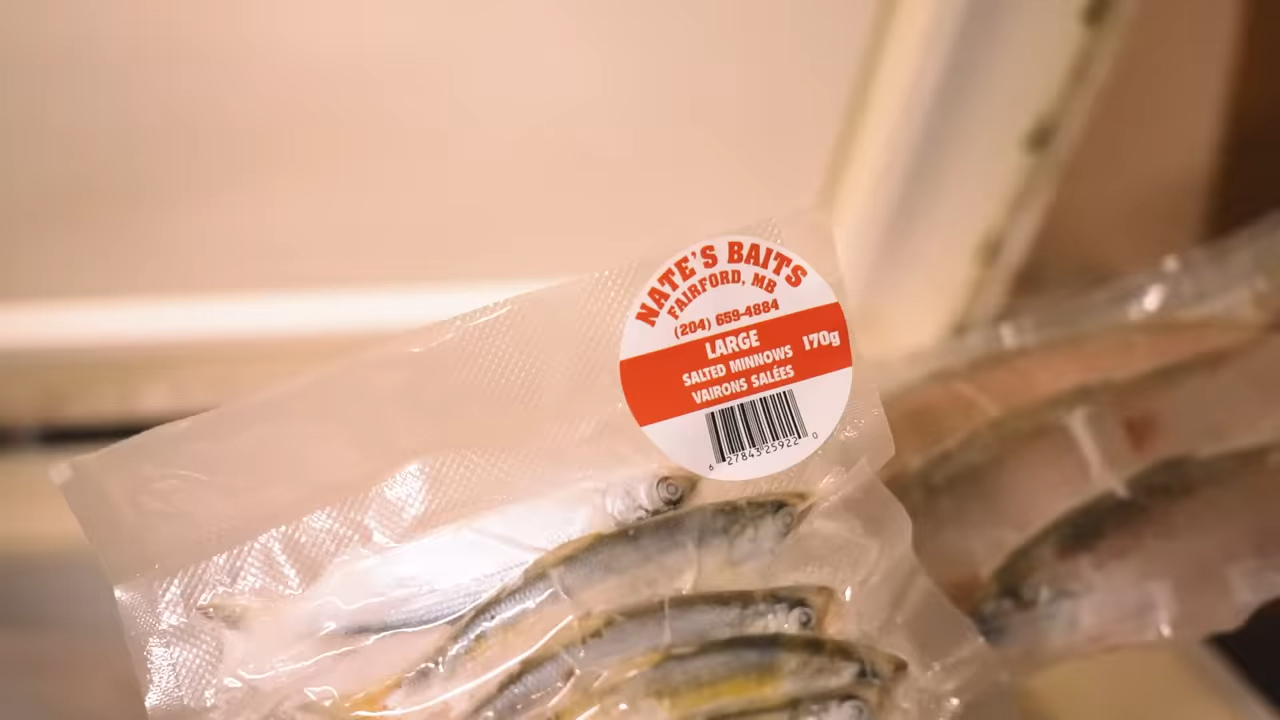 NATE'S BAITS
FAIRFORD, MB
(204) 659-4884
LARGE 170g
SALTED MINNOWS
VAIRONS SALÉES
6 27843 25922 0